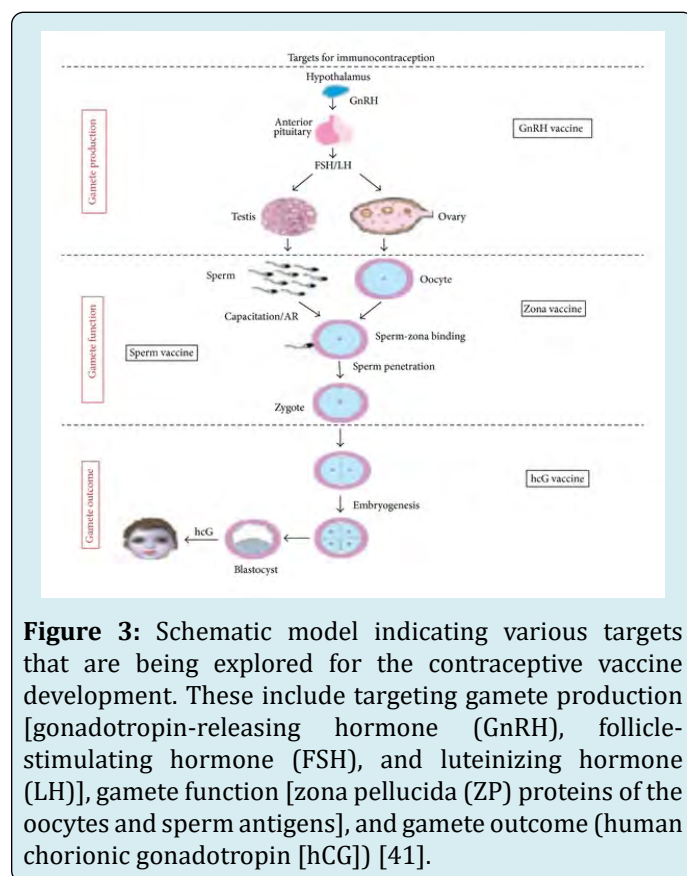 Targets for immunocontraception
Hypothalamus
GnRH
Anterior
pituitary
GnRH vaccine
Gamete production
FSH/LH
Testis
Ovary
Sperm
Oocyte
Capacitation/AR
Zona vaccine
Sperm-zona binding
Gamete function
Sperm vaccine
Sperm penetration
Zygote
hcG vaccine
Gamete outcome
Embryogenesis
hcG
Blastocyst
Figure 3: Schematic model indicating various targets
that are being explored for the contraceptive vaccine
development. These include targeting gamete production
[gonadotropin-releasing hormone (GnRH), follicle-
stimulating hormone (FSH), and luteinizing hormone
(LH)], gamete function [zona pellucida (ZP) proteins of the
oocytes and sperm antigens], and gamete outcome (human
chorionic gonadotropin [hCG]) [41].